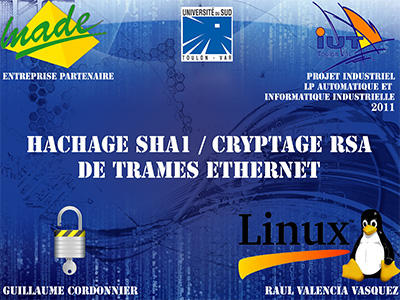 Inade
ENTREPRISE PARTENAIRE
UNIVERSITÉ DU SUD
TOULON - VAR
IUT
PROJET INDUSTRIEL
LP AUTOMATIQUE ET
INFORMATIQUE INDUSTRIELLE
2011
HACHAGE SHA1 / CRYPTAGE RSA
DE TRAMES ETHERNET
Linux
GUILLAUME CORDONNIER
RAUL VALENCIA VASQUEZ